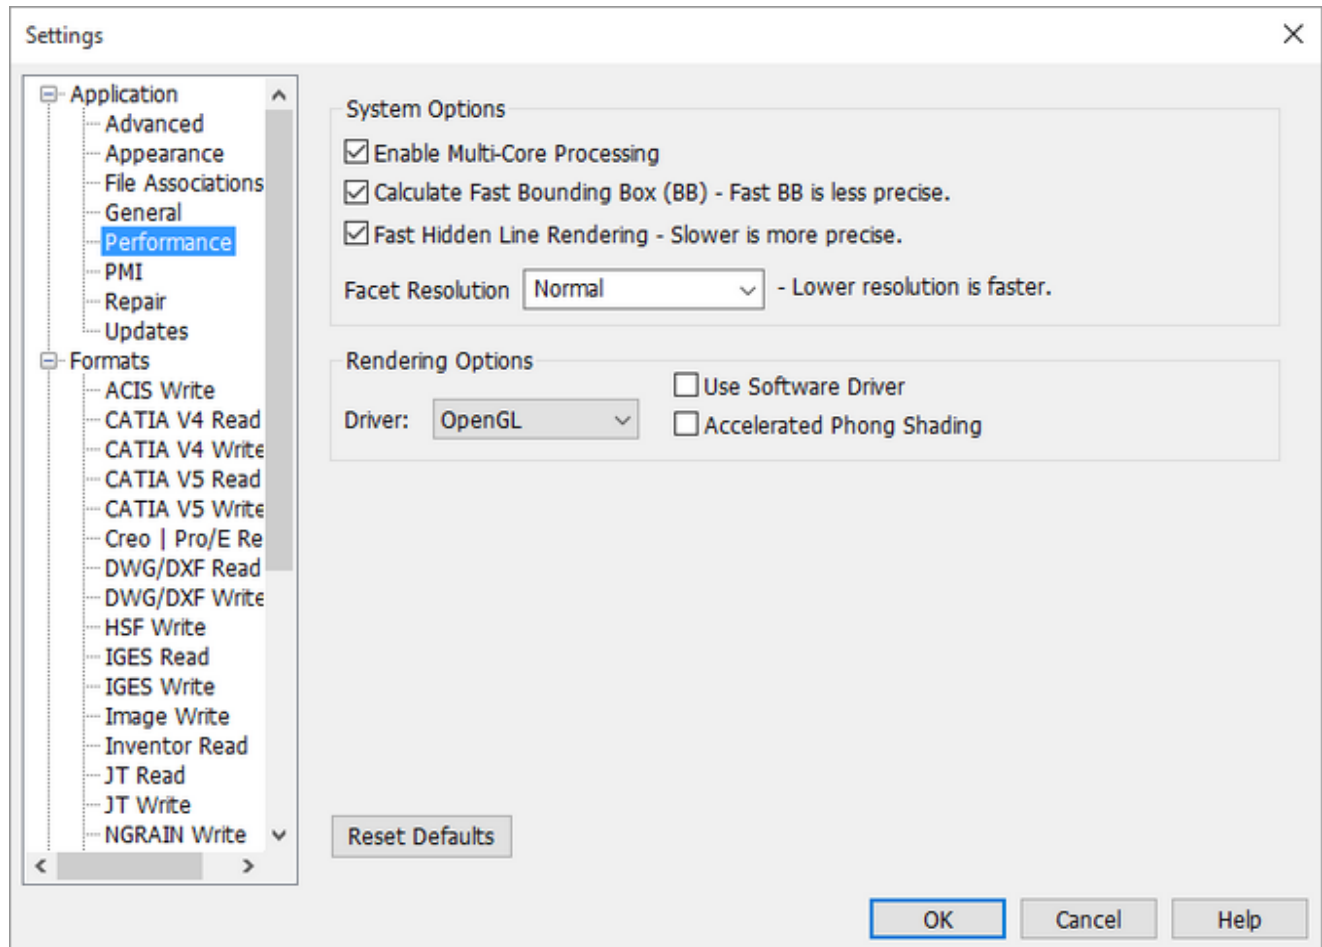 Settings
Application
Advanced
Appearance
File Associations
General
Performance
PMI
Repair
Updates
Formats
ACIS Write
CATIA V4 Read
CATIA V4 Write
CATIA V5 Read
CATIA V5 Write
Creo | Pro/E Re
DWG/DXF Read
DWG/DXF Write
HSF Write
IGES Read
IGES Write
Image Write
Inventor Read
JT Read
JT Write
NGRAIN Write
System Options
Enable Multi-Core Processing
Calculate Fast Bounding Box (BB) - Fast BB is less precise.
Fast Hidden Line Rendering - Slower is more precise.
Facet Resolution Normal - Lower resolution is faster.
Rendering Options
Use Software Driver
Driver: OpenGL
Accelerated Phong Shading
Reset Defaults
OK Cancel Help